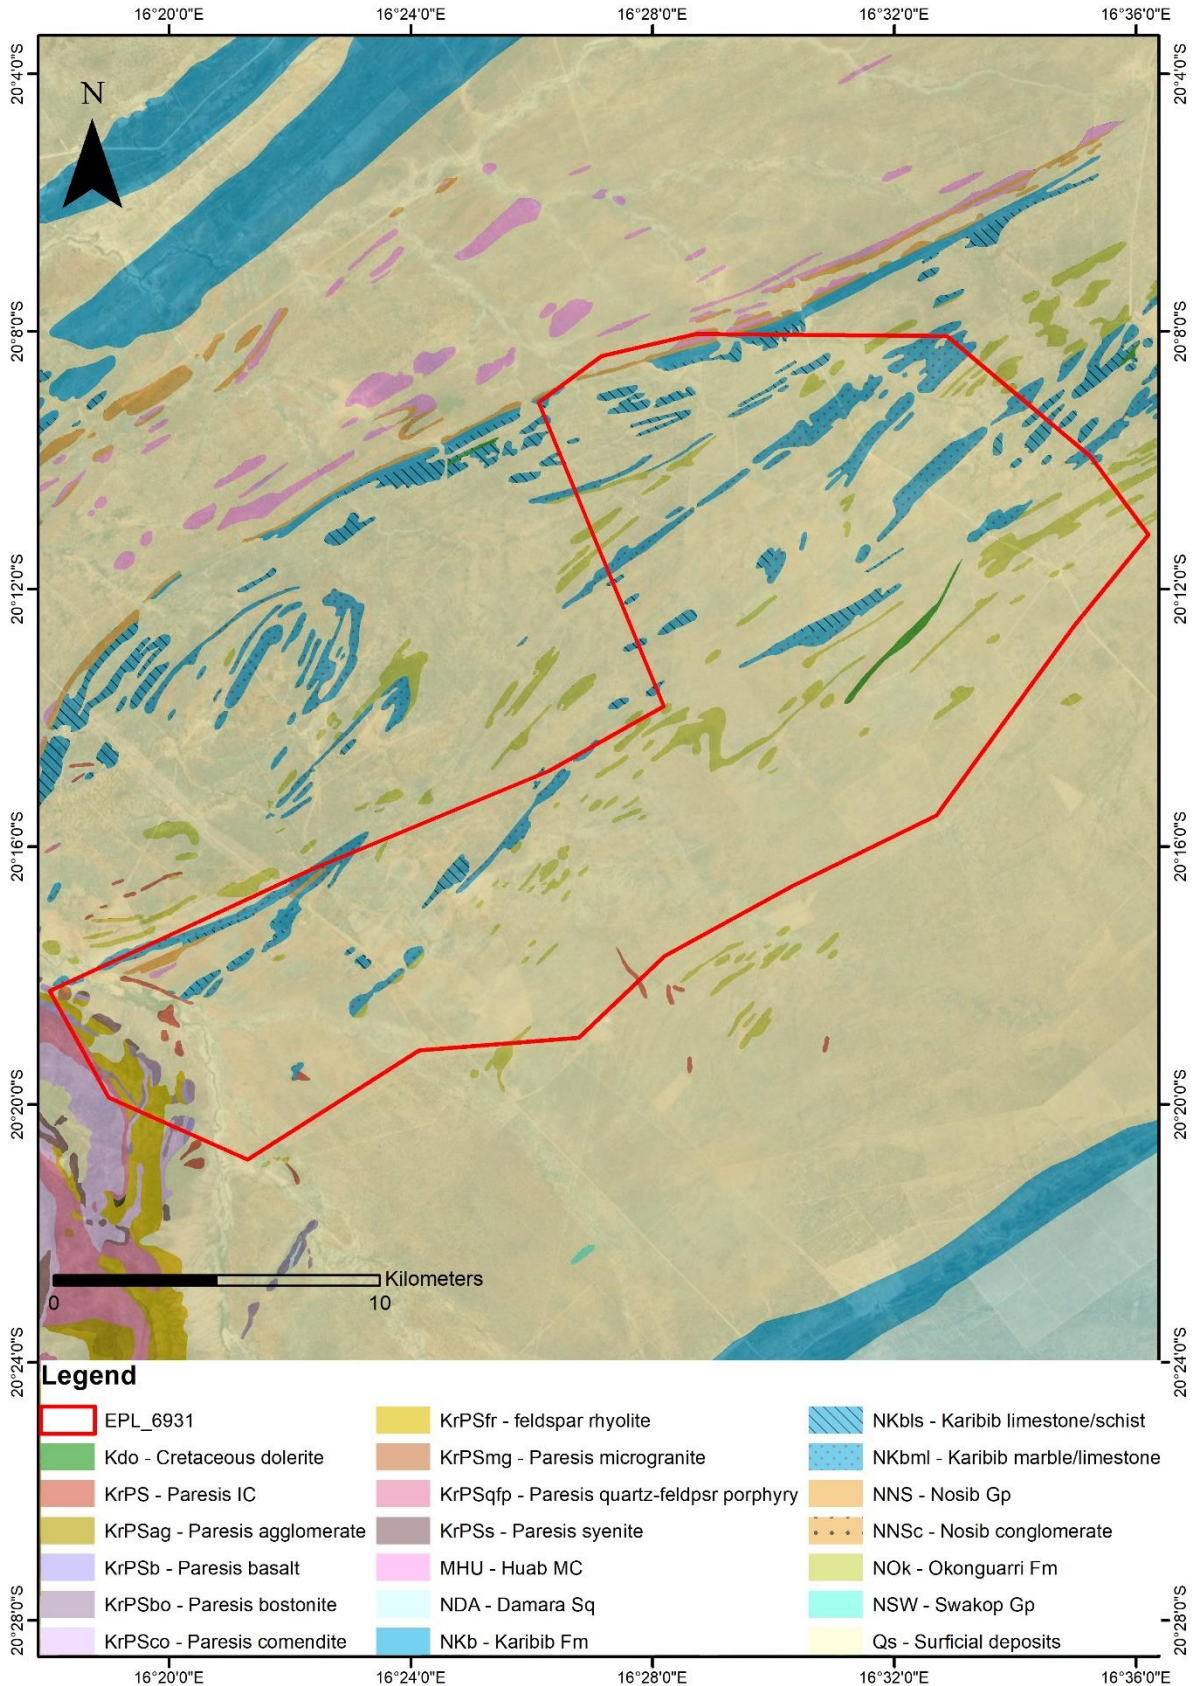 16°20'0"E 16°24'0"E 16°28'0"E 16°32'0"E 16°36'0"E
20°4'0"S 20°4'0"S
N
20°8'0"S 20°8'0"S
20°12'0"S 20°12'0"S
20°16'0"S 20°16'0"S
20°20'0"S 20°20'0"S
Kilometers
0 10
20°24'0"S 20°24'0"S
Legend
EPL_6931
Kdo - Cretaceous dolerite
KrPS - Paresis IC
KrPSag - Paresis agglomerate
KrPSb - Paresis basalt
KrPSbo - Paresis bostonite
KrPSco - Paresis comendite
KrPSfr - feldspar rhyolite
KrPSmg - Paresis microgranite
KrPSqfp - Paresis quartz-feldpsr porphyry
KrPSs - Paresis syenite
MHU - Huab MC
NDA - Damara Sq
NKb - Karibib Fm
NKbls - Karibib limestone/schist
NKbml - Karibib marble/limestone
NNS - Nosib Gp
NNSc - Nosib conglomerate
NOk - Okonguarri Fm
NSW - Swakop Gp
Qs - Surficial deposits
20°28'0"S 20°28'0"S
16°20'0"E 16°24'0"E 16°28'0"E 16°32'0"E 16°36'0"E